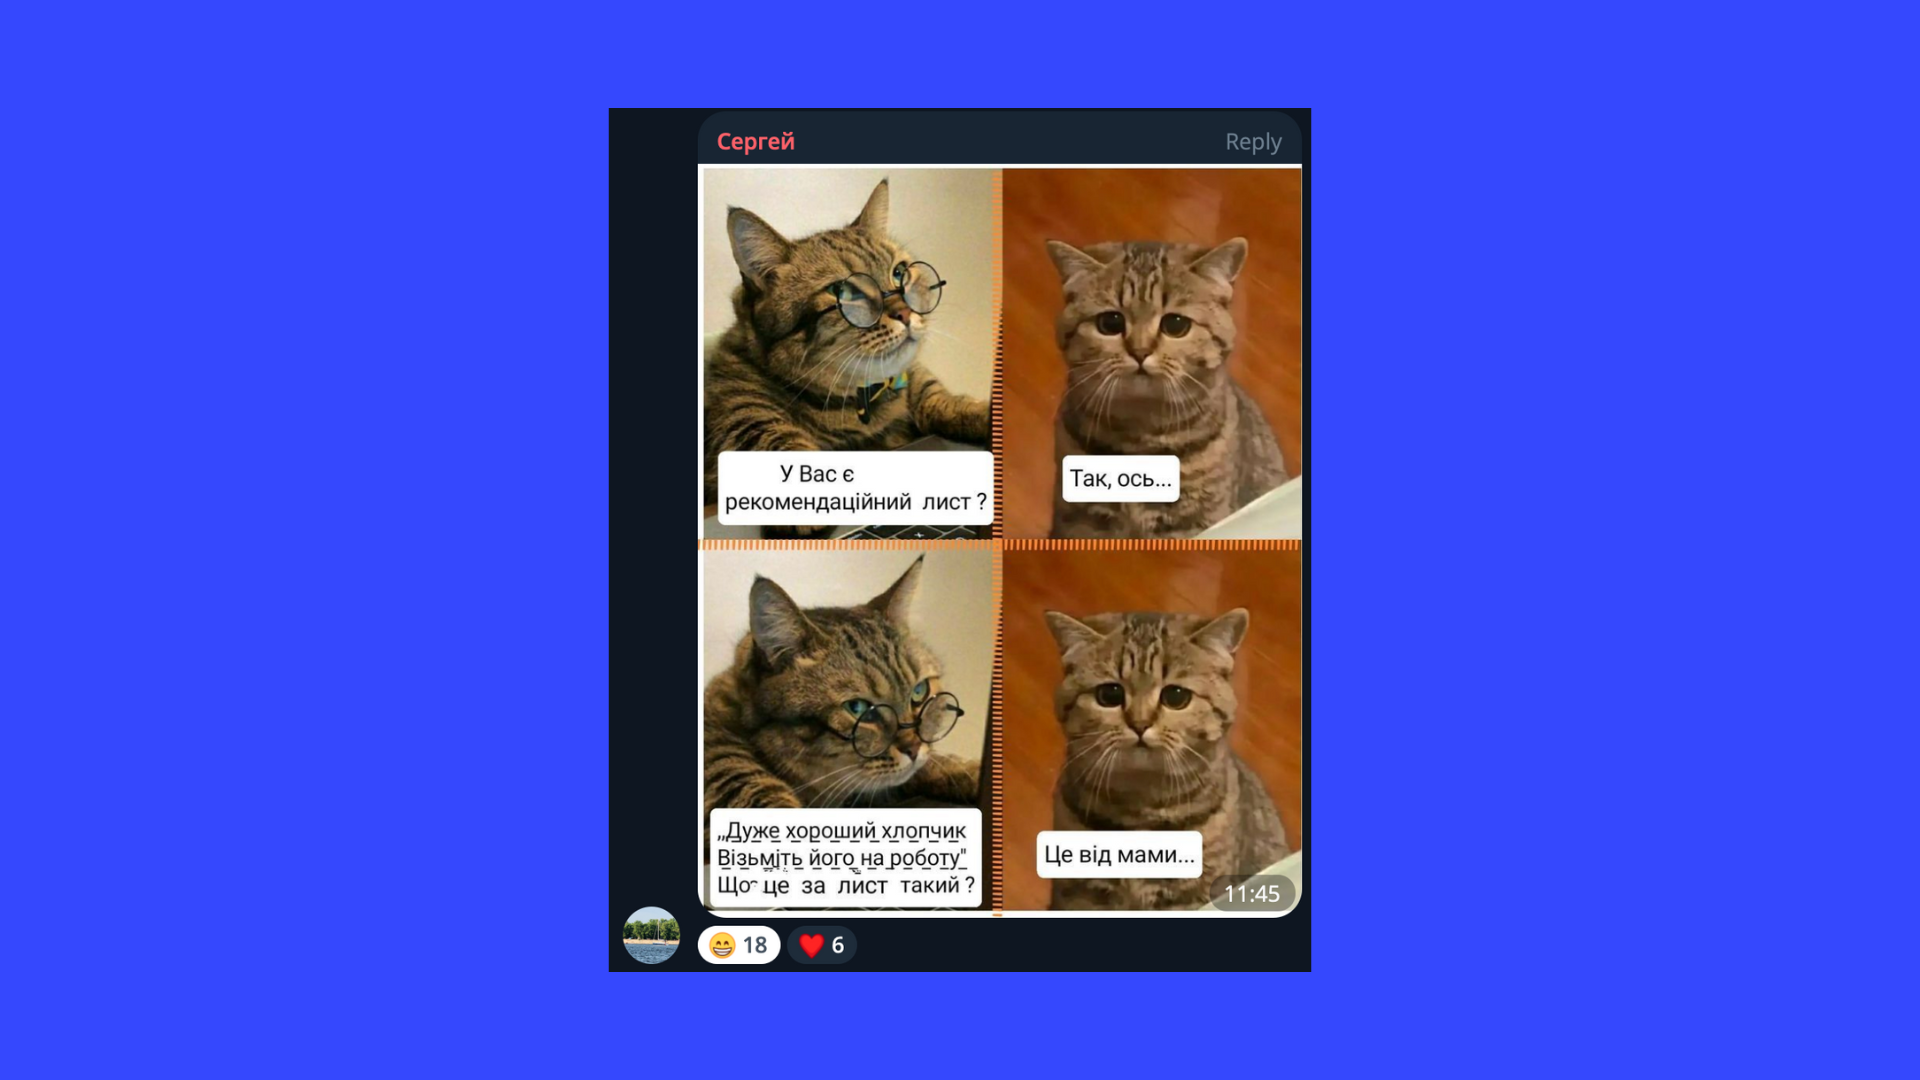 Сергей Reply
У Вас є
рекомендаційний лист ?
Так, ось...
„Дуже хороший хлопчик
Візьміть його на роботу"
Що це за лист такий ?
Це від мами...
11:45
18 6